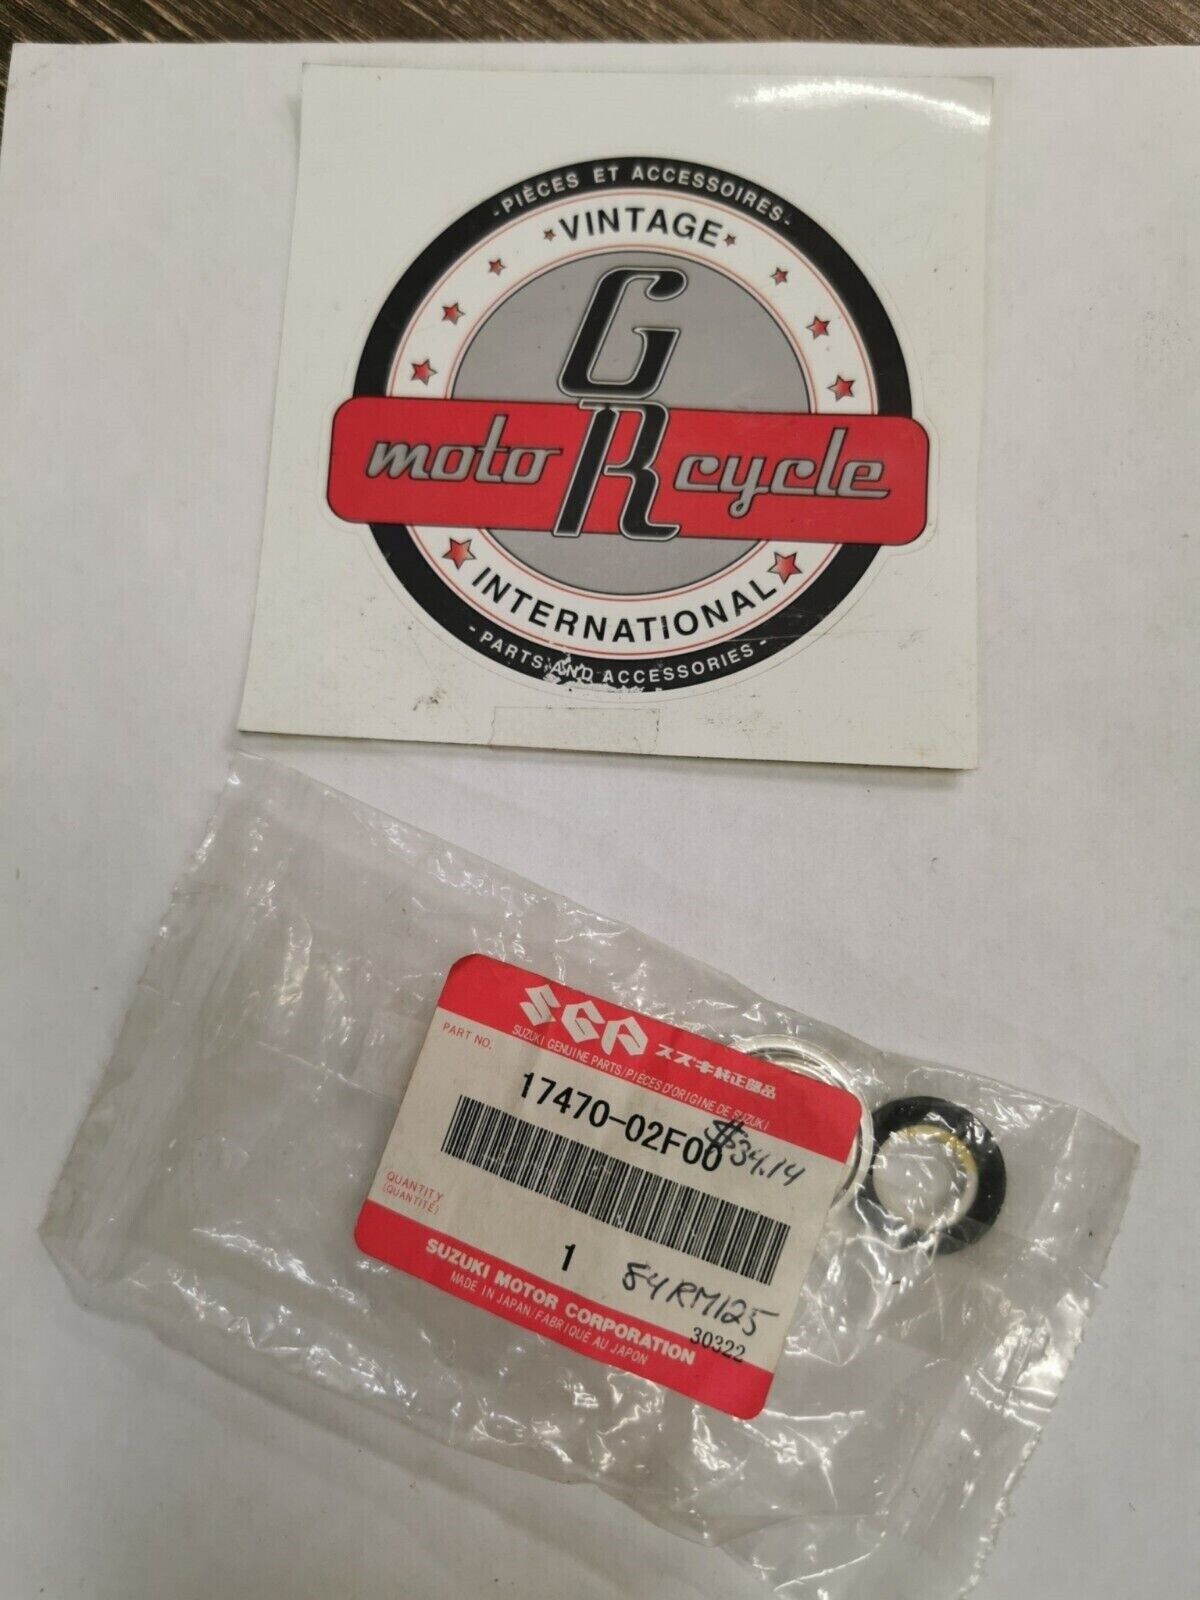 -PIÈCES ET ACCESSOIRES-
VINTAGE
GR
motorcycle
INTERNATIONAL
-PARTS AND ACCESSORIES-
SGP スズキ純正部品
SUZUKI GENUINE PARTS/PIÈCES D'ORIGINE DE SUZUKI
PART NO.
17470-02F00
$34.14
QUANTITY
(QUANTITÉ)
1
84RM125
SUZUKI MOTOR CORPORATION
MADE IN JAPAN/FABRIQUÉ AU JAPON
30322